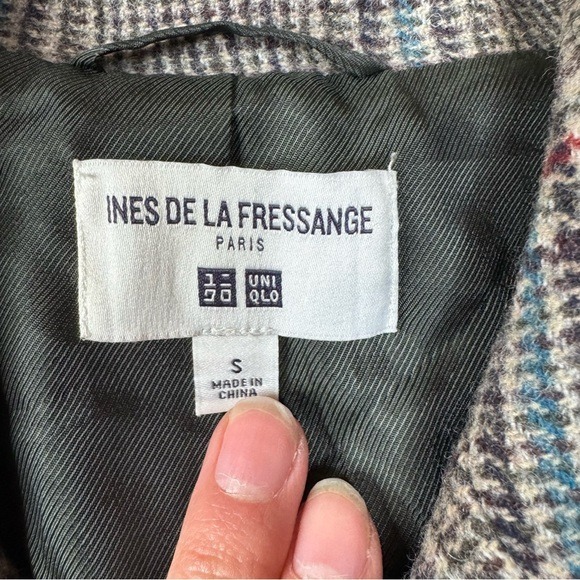 INES DE LA FRESSANGE
PARIS
ユニ UNI
クロ QLO
S
MADE IN
CHINA